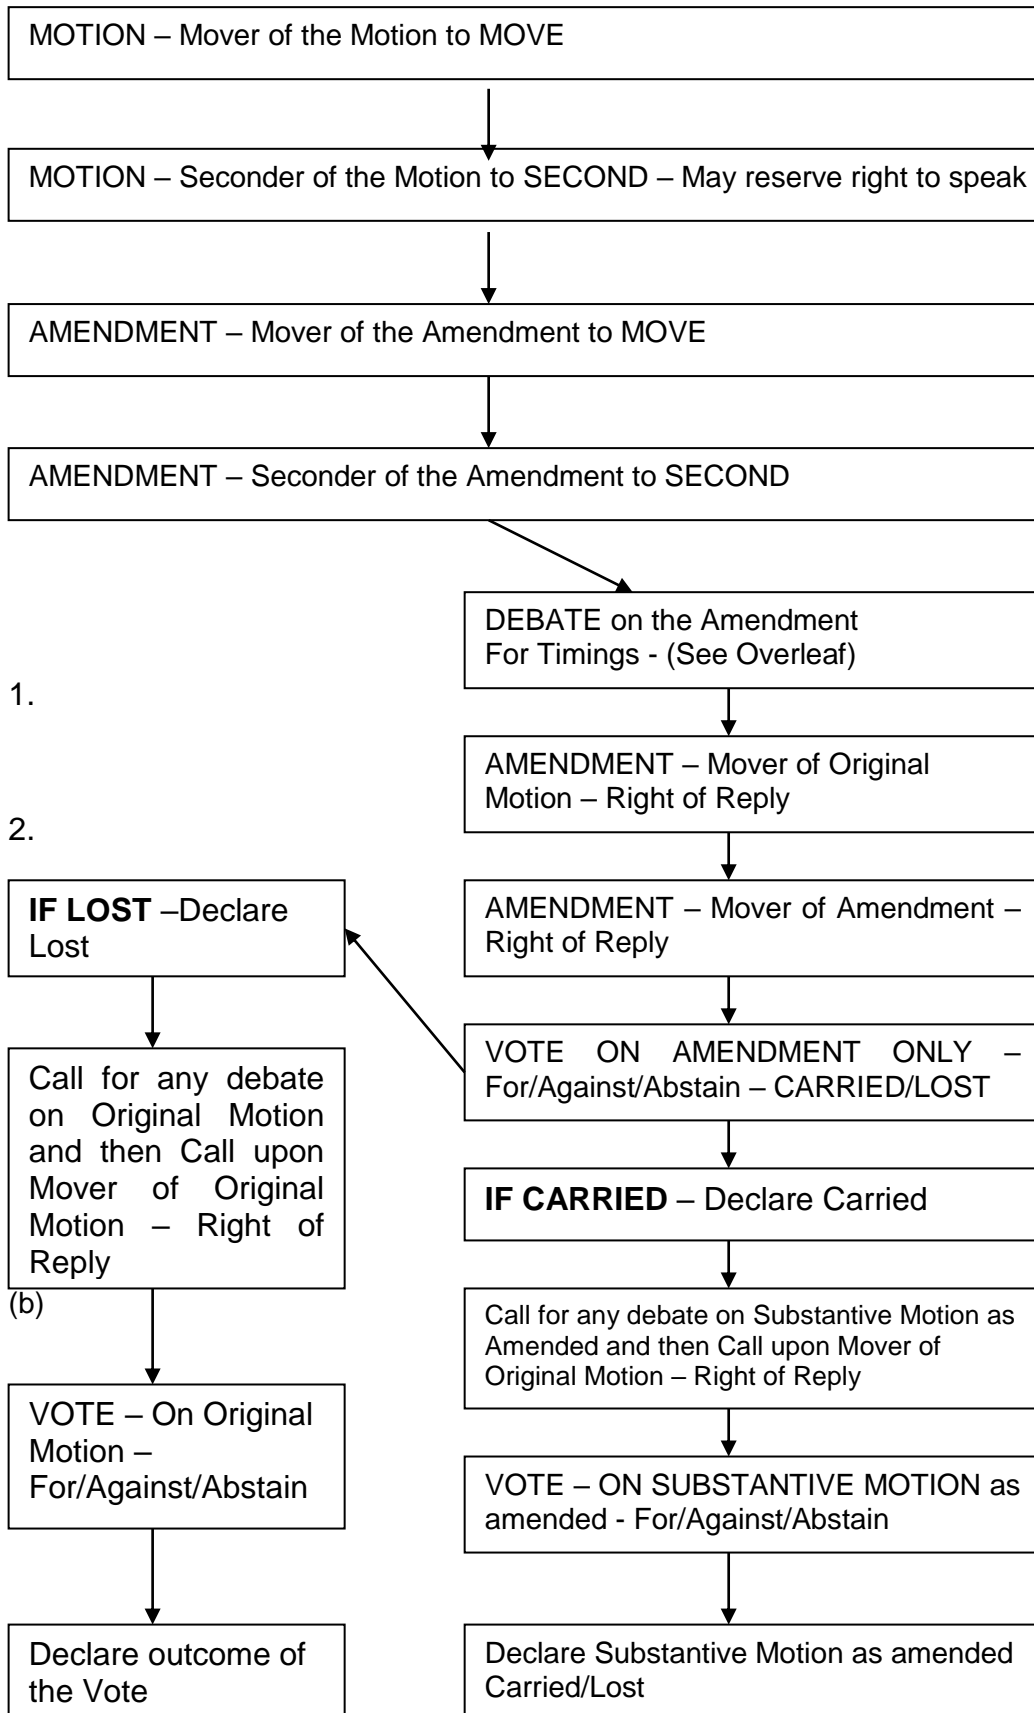 MOTION – Mover of the Motion to MOVE
MOTION – Seconder of the Motion to SECOND – May reserve right to speak
AMENDMENT – Mover of the Amendment to MOVE
AMENDMENT – Seconder of the Amendment to SECOND
DEBATE on the Amendment
For Timings - (See Overleaf)
1.
AMENDMENT – Mover of Original
Motion – Right of Reply
2.
AMENDMENT – Mover of Amendment –
Right of Reply
VOTE ON AMENDMENT ONLY –
For/Against/Abstain – CARRIED/LOST
IF LOST –Declare
Lost
Call for any debate
on Original Motion
and then Call upon
Mover of Original
Motion – Right of
Reply
(b)
VOTE – On Original
Motion –
For/Against/Abstain
Declare outcome of
the Vote
IF CARRIED – Declare Carried
Call for any debate on Substantive Motion as
Amended and then Call upon Mover of
Original Motion – Right of Reply
VOTE – ON SUBSTANTIVE MOTION as
amended - For/Against/Abstain
Declare Substantive Motion as amended
Carried/Lost